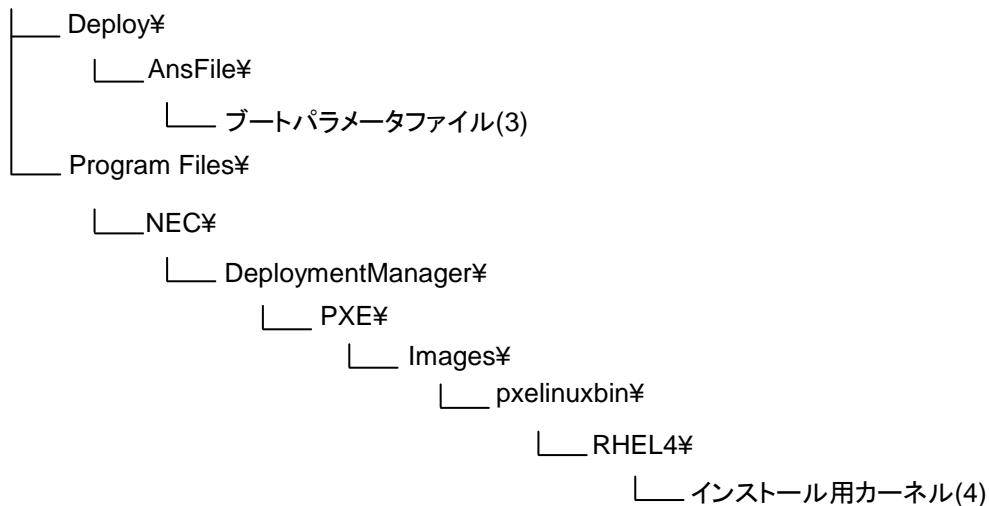 Deploy¥
AnsFile¥
ブートパラメータファイル(3)
Program Files¥
NEC¥
DeploymentManager¥
PXE¥
Images¥
pxelinuxbin¥
RHEL4¥
インストール用カーネル(4)